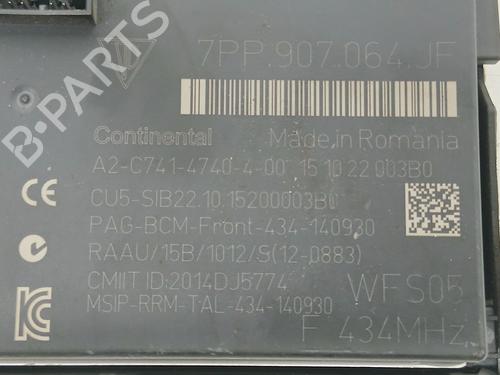 7PP.907.064.JF
Continental Made in Romania
A2-C741-4740-4-00 15 10.22 003B0
CU5-SIB22.10.15200003B0
PAG-BCM-Front-434-140930
RAAU/15B/1012/S(12-0883)
CMIIT ID:2014DJ5774
WFS05
MSIP-RRM-TAL-434-140930
F 434MHz
B-PARTS